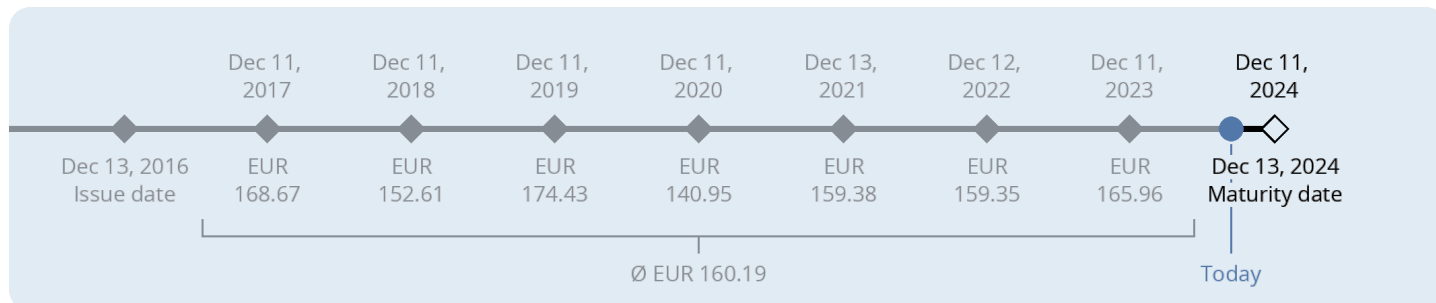 Dec 11,
2017
Dec 11,
2018
Dec 11,
2019
Dec 11,
2020
Dec 13,
2021
Dec 12,
2022
Dec 11,
2023
Dec 11,
2024
Dec 13, 2016
Issue date
EUR
168.67
EUR
152.61
EUR
174.43
EUR
140.95
EUR
159.38
EUR
159.35
EUR
165.96
Dec 13, 2024
Maturity date
Ø EUR 160.19
Today